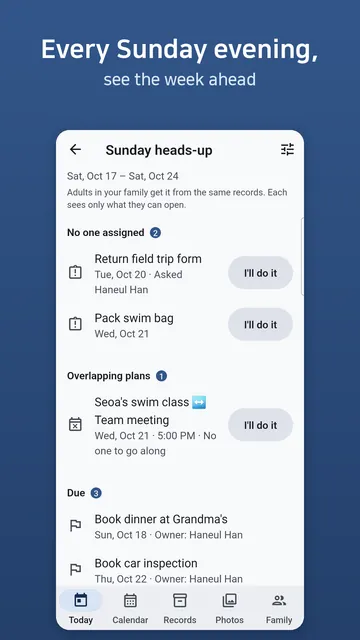 Every Sunday evening,
see the week ahead
Sunday heads-up
Sat, Oct 17 – Sat, Oct 24
Adults in your family get it from the same records. Each
sees only what they can open.
No one assigned 2
Return field trip form
Tue, Oct 20 · Asked
Haneul Han
I'll do it
Pack swim bag
Wed, Oct 21
I'll do it
Overlapping plans 1
Seoa's swim class ↔️
Team meeting
Wed, Oct 21 · 5:00 PM · No
one to go along
I'll do it
Due 3
Book dinner at Grandma's
Sun, Oct 18 · Owner: Haneul Han
Book car inspection
Thu, Oct 22 · Owner: Haneul Han
Today Calendar Records Photos Family